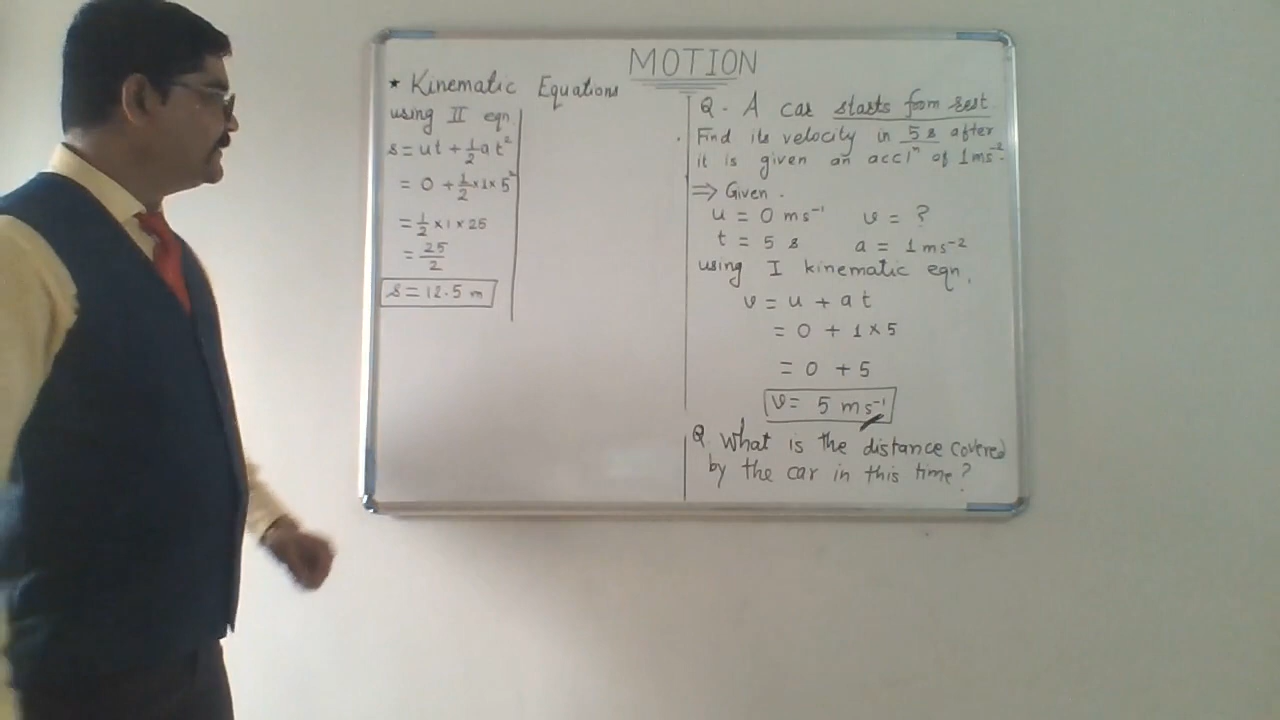 MOTION
★ Kinematic Equations
using II eqn.
s = ut + 1/2 at²
= 0 + 1/2 × 1 × 5²
= 1/2 × 1 × 25
= 25/2
s = 12.5 m
Q - A car starts from rest
Find its velocity in 5 s after
it is given an acclⁿ of 1ms⁻².
⇒ Given.
u = 0 ms⁻¹ v = ?
t = 5 s a = 1 ms⁻²
using I kinematic eqn.
v = u + at
= 0 + 1 × 5
= 0 + 5
v = 5 ms⁻¹
Q. What is the distance covered
by the car in this time?